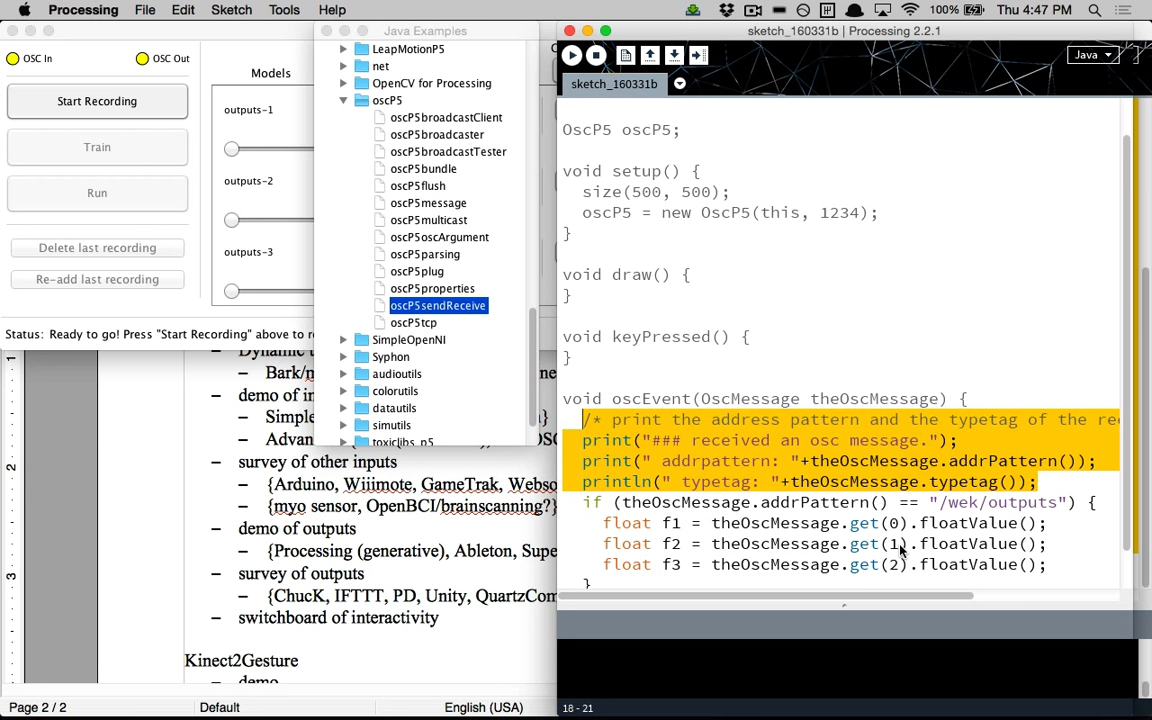 Processing File Edit Sketch Tools Help 100% Thu 4:47 PM
OSC In OSC Out
Models
Start Recording
outputs-1
Train
outputs-2
Run
Delete last recording
outputs-3
Re-add last recording
Status: Ready to go! Press "Start Recording" above to
Java Examples
LeapMotionP5
net
OpenCV for Processing
oscP5
oscP5broadcastClient
oscP5broadcaster
oscP5broadcastTester
oscP5bundle
oscP5flush
oscP5message
oscP5multicast
oscP5oscArgument
oscP5parsing
oscP5plug
oscP5properties
oscP5sendReceive
oscP5tcp
SimpleOpenNI
Syphon
audioutils
colorutils
datautils
simutils
toxiclibs_p5
sketch_160331b | Processing 2.2.1
Java
sketch_160331b
OscP5 oscP5;
void setup() {
size(500, 500);
oscP5 = new OscP5(this, 1234);
}
void draw() {
}
void keyPressed() {
}
void oscEvent(OscMessage theOscMessage) {
/* print the address pattern and the typetag of the
print("### received an osc message.");
print(" addrpattern: "+theOscMessage.addrPattern());
println(" typetag: "+theOscMessage.typetag());
if (theOscMessage.addrPattern() == "/wek/outputs") {
float f1 = theOscMessage.get(0).floatValue();
float f2 = theOscMessage.get(1).floatValue();
float f3 = theOscMessage.get(2).floatValue();
}
18 - 21
– demo of
– survey of other inputs
– {Arduino, Wiiimote, GameTrak,
– {myo sensor, OpenBCI/brainscanning?}
– demo of outputs
– {Processing (generative), Ableton,
– survey of outputs
– {ChucK, IFTTT, PD, Unity,
– switchboard of interactivity
Kinect2Gesture
– demo
Page 2 / 2 Default English (USA)